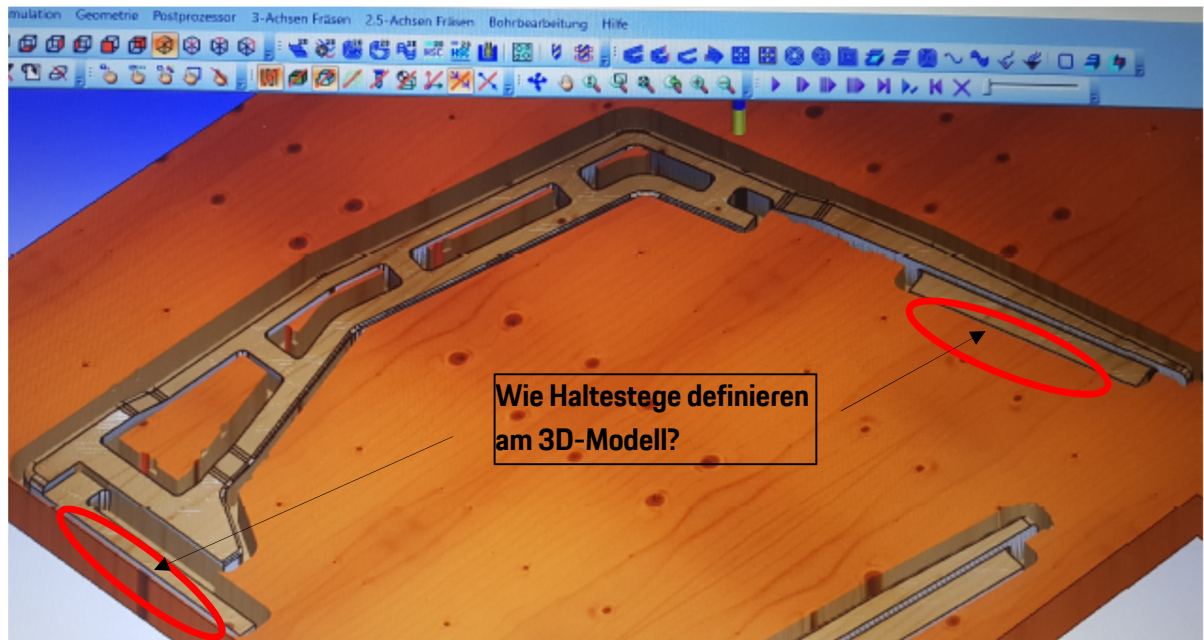 mulation Geometrie Postprozessor 3-Achsen Fräsen 2.5-Achsen Fräsen Bohrbearbeitung Hilfe
Wie Haltestege definieren
am 3D-Modell?